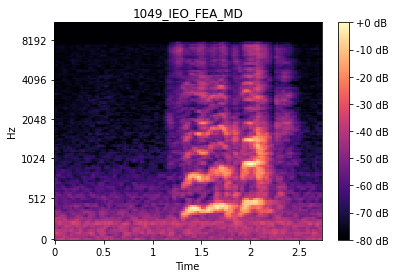 1049_IEO_FEA_MD
+0 dB
8192
-10 dB
4096
-20 dB
-30 dB
2048
Hz
-40 dB
1024
-50 dB
512
-60 dB
-70 dB
0
-80 dB
0 0.5 1 1.5 2 2.5
Time